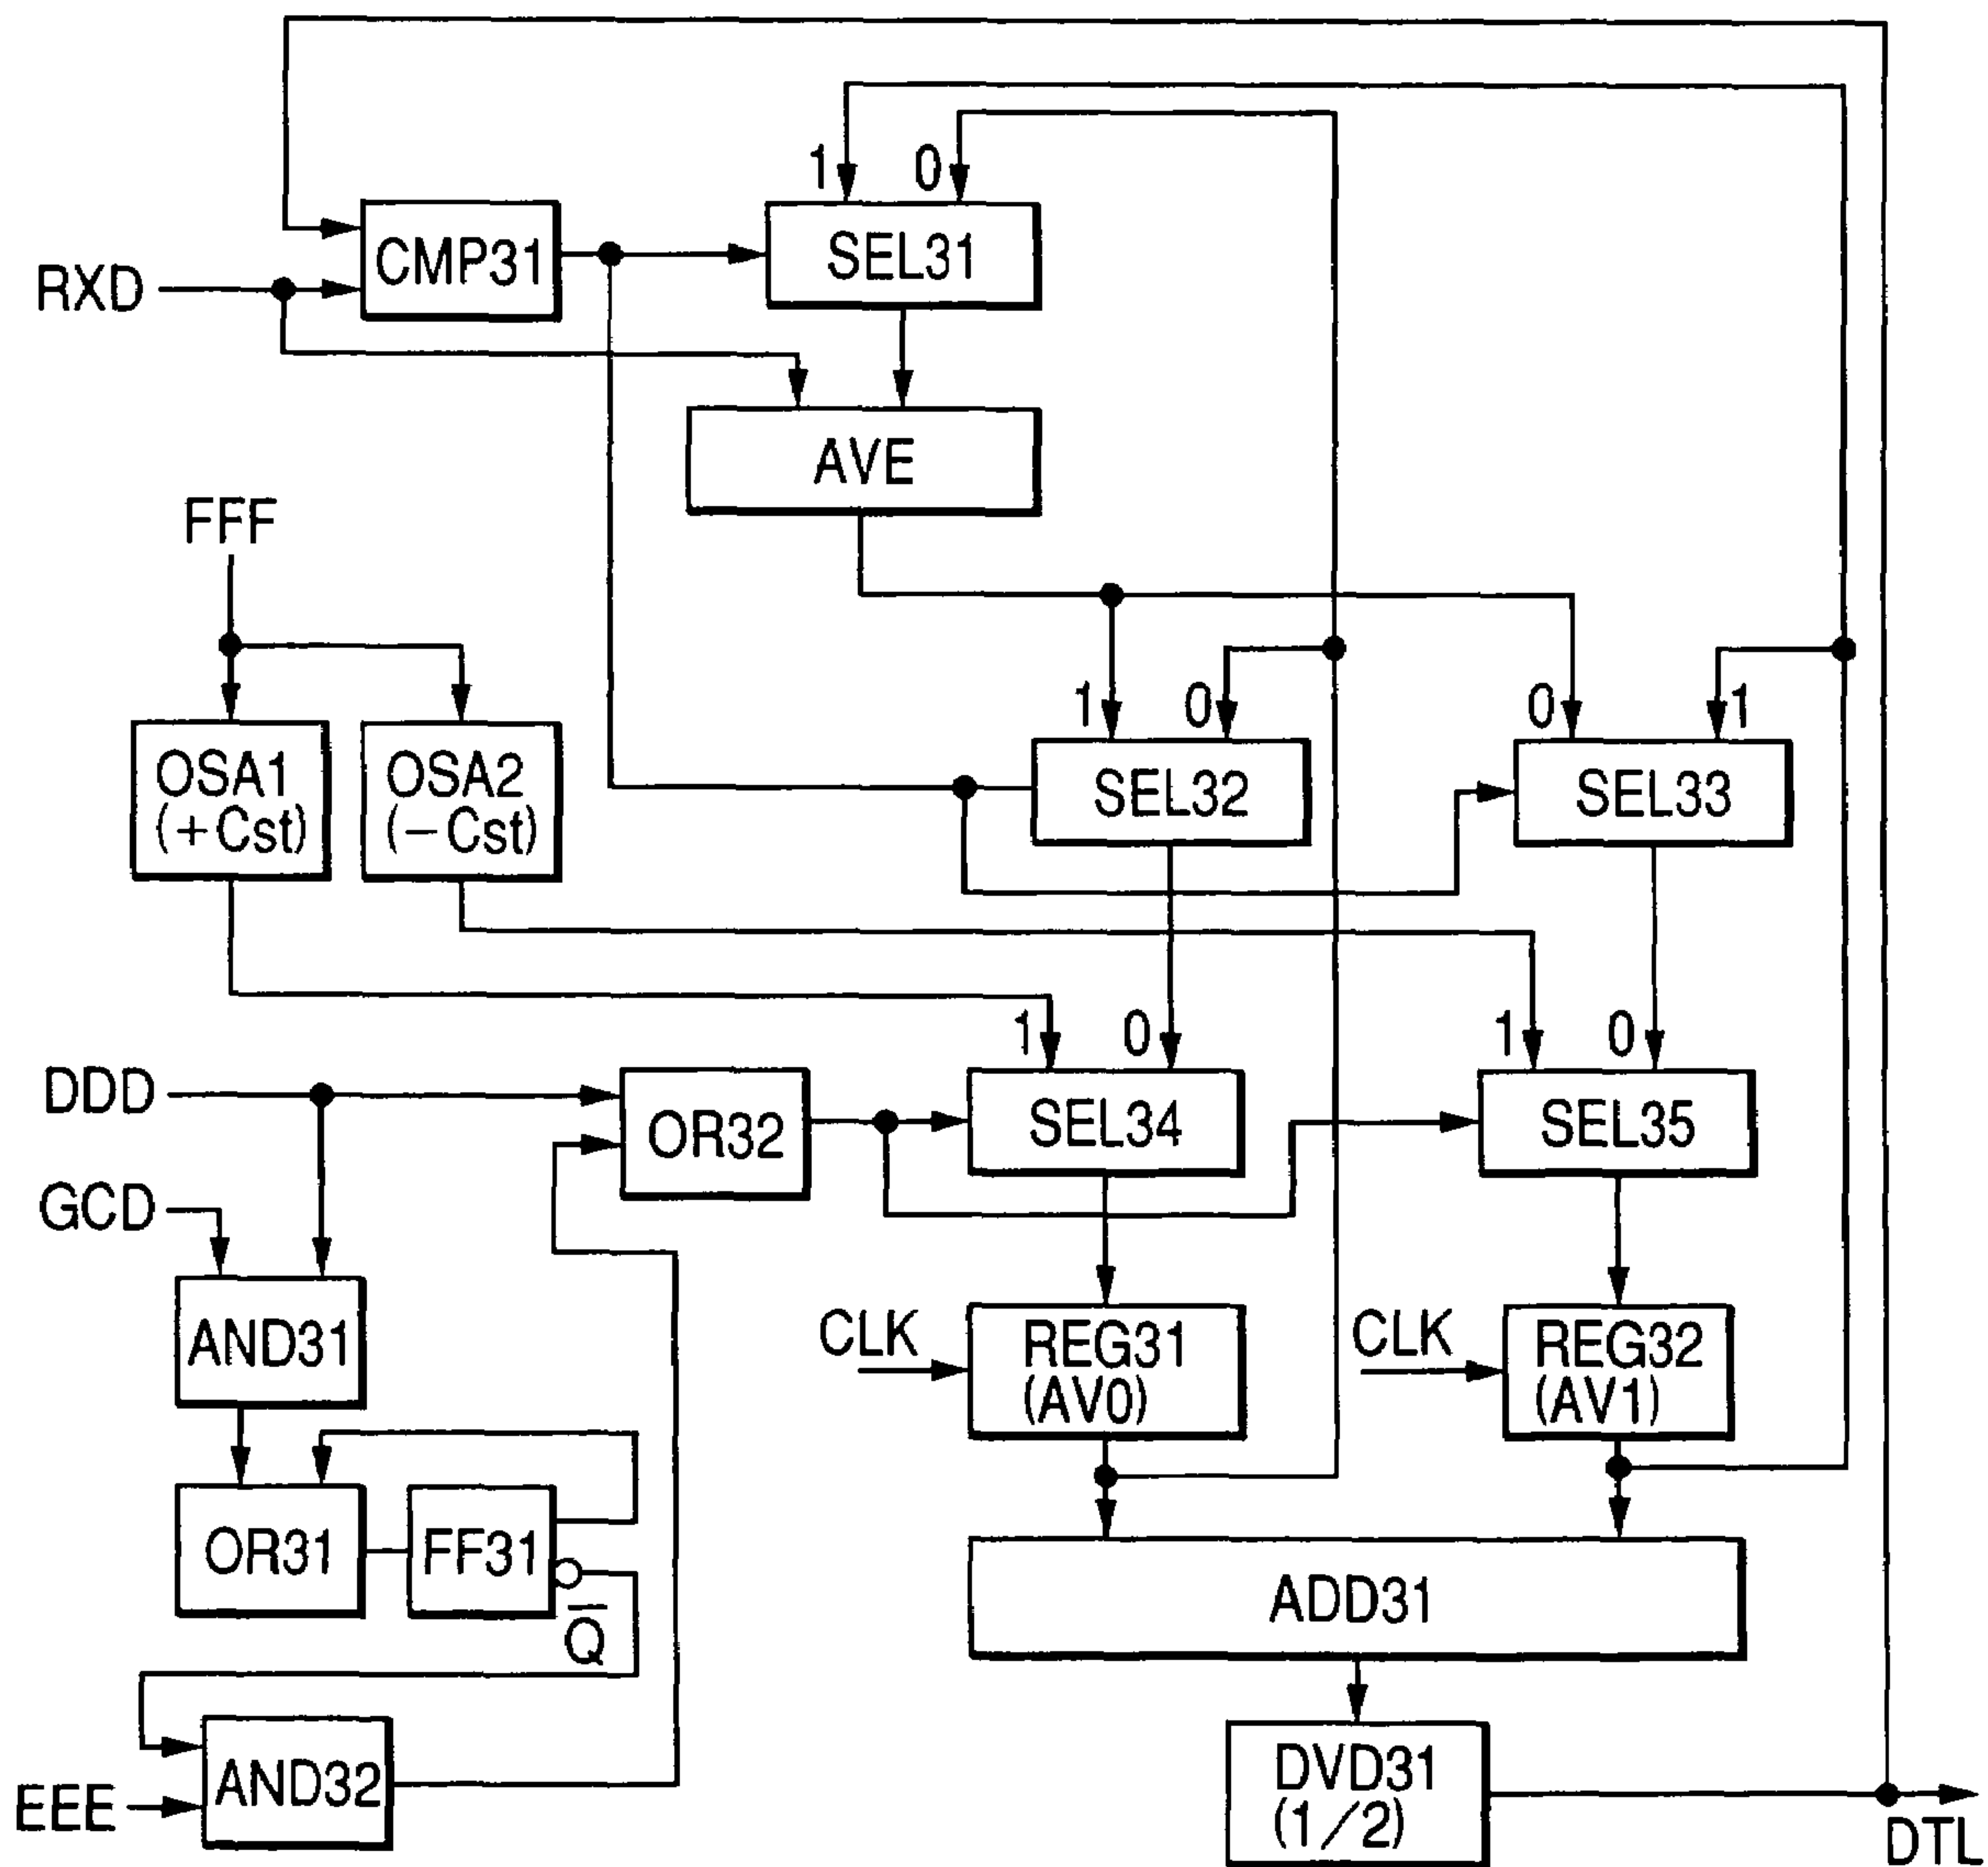 1 0
CMP31
SEL31
RXD
AVE
FFF
1 0 0 1
OSA1
(+Cst)
OSA2
(−Cst)
SEL32
SEL33
1 0 1 0
DDD
OR32
SEL34
SEL35
GCD
AND31
CLK
REG31
(AV0)
CLK
REG32
(AV1)
OR31
FF31
Q̅
ADD31
AND32
EEE
DVD31
(1/2)
DTL